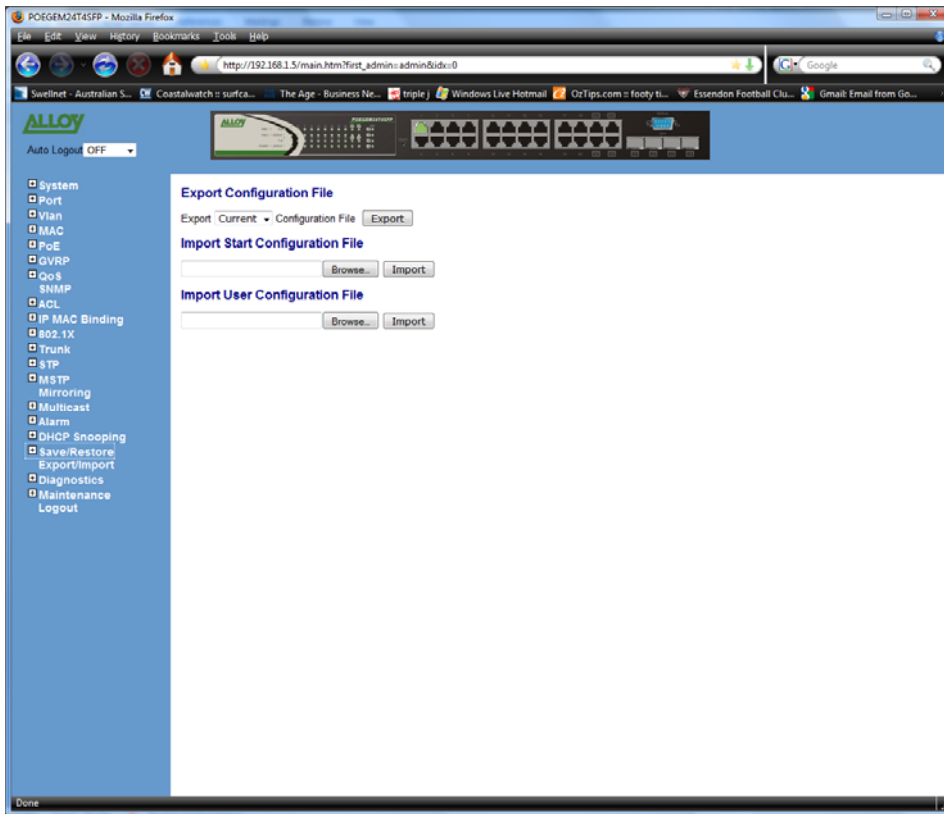 POEGEM24T4SFP - Mozilla Firefox
File Edit View History Bookmarks Tools Help
http://192.168.1.5/main.htm?first_admin=admin&idx=0
Google
Swellnet - Australian S... Coastalwatch :: surfca... The Age - Business Ne... triple j Windows Live Hotmail OzTips.com :: footy ti... Essendon Football Clu... Gmail: Email from Go...
ALLOY
ALLOY POEGEM24T4SFP
Auto Logout OFF
System
Port
Vlan
MAC
PoE
GVRP
QoS
SNMP
ACL
IP MAC Binding
802.1X
Trunk
STP
MSTP
Mirroring
Multicast
Alarm
DHCP Snooping
Save/Restore
Export/Import
Diagnostics
Maintenance
Logout
Export Configuration File
Export Current Configuration File Export
Import Start Configuration File
Browse... Import
Import User Configuration File
Browse... Import
Done